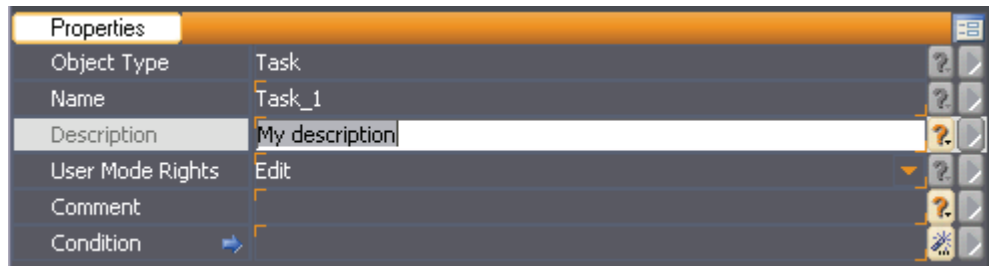 Properties
Object Type Task
Name Task_1
Description My description
User Mode Rights Edit
Comment
Condition